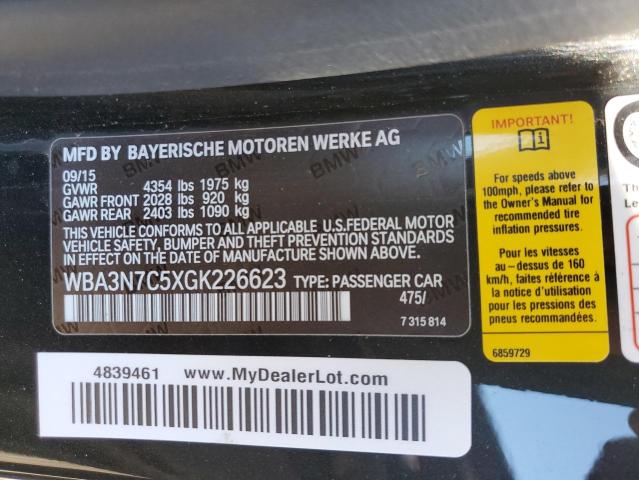 MFD BY BAYERISCHE MOTOREN WERKE AG
09/15
GVWR 4354 lbs 1975 kg
GAWR FRONT 2028 lbs 920 kg
GAWR REAR 2403 lbs 1090 kg
THIS VEHICLE CONFORMS TO ALL APPLICABLE U.S.FEDERAL MOTOR
VEHICLE SAFETY, BUMPER AND THEFT PREVENTION STANDARDS
IN EFFECT ON THE DATE OF MANUFACTURE SHOWN ABOVE.
WBA3N7C5XGK226623 TYPE: PASSENGER CAR
475/
7 315 814
4839461 www.MyDealerLot.com
IMPORTANT!
For speeds above
100mph, please refer to
the Owner's Manual for
recommended tire
inflation pressures.
Pour les vitesses
au-dessus de 160
km/h, faites référence
à la notice d'utilisation
pour les pressions de
pneu recommandées.
6859729